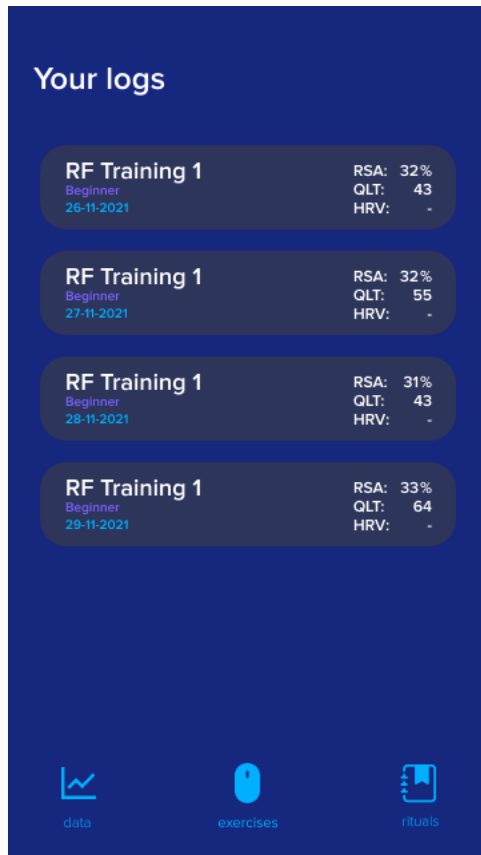 Your logs
RF Training 1
Beginner
26-11-2021
RSA: 32%
QLT: 43
HRV: -
RF Training 1
Beginner
27-11-2021
RSA: 32%
QLT: 55
HRV: -
RF Training 1
Beginner
28-11-2021
RSA: 31%
QLT: 43
HRV: -
RF Training 1
Beginner
29-11-2021
RSA: 33%
QLT: 64
HRV: -
data
exercises
rituals